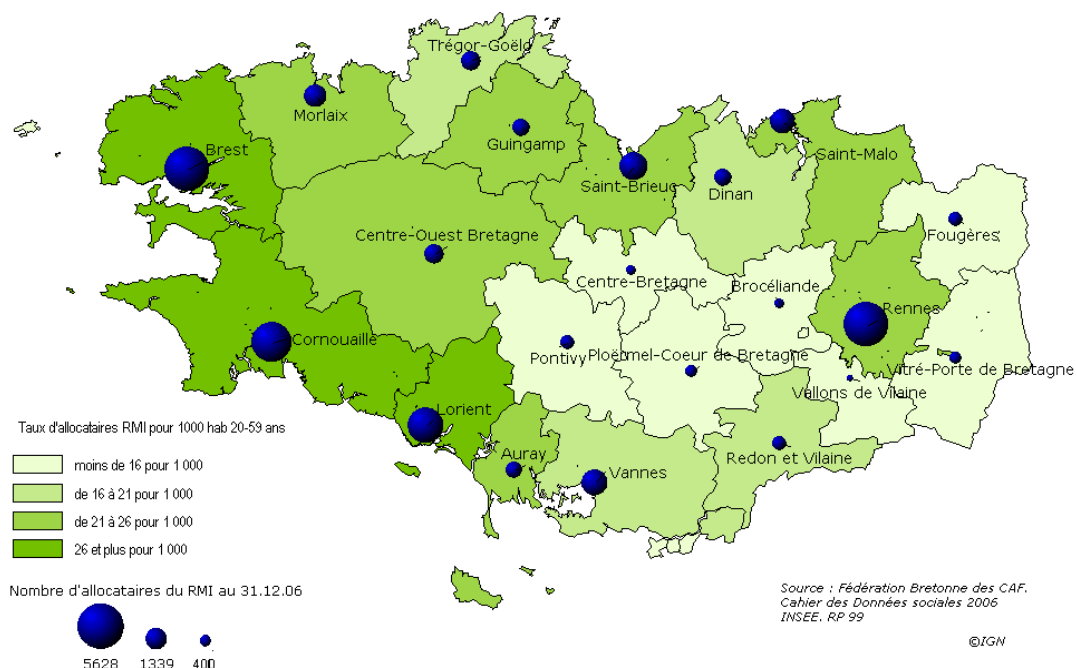 Trégor-Goëlo
Morlaix
Guingamp
Brest
Saint-Brieuc
Dinan
Saint-Malo
Fougères
Centre-Ouest Bretagne
Centre-Bretagne
Brocéliande
Rennes
Cornouaille
Pontivy
Ploërmel-Coeur de Bretagne
Vitré-Porte de Bretagne
Vallons de Vilaine
Lorient
Auray
Vannes
Redon et Vilaine
Taux d'allocataires RMI pour 1000 hab 20-59 ans
moins de 16 pour 1 000
de 16 à 21 pour 1 000
de 21 à 26 pour 1 000
26 et plus pour 1 000
Nombre d'allocataires du RMI au 31.12.06
5628 1339 400
Source : Fédération Bretonne des CAF.
Cahier des Données sociales 2006
INSEE. RP 99
©IGN